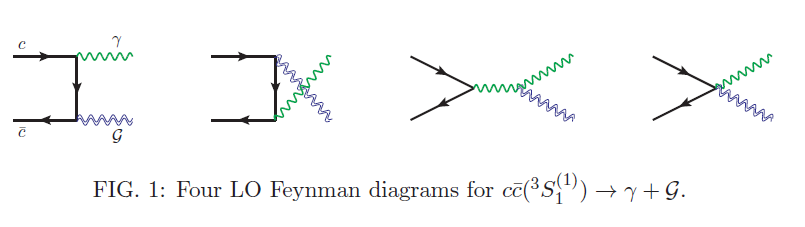 c
γ
c̄
𝒢
FIG. 1: Four LO Feynman diagrams for cc̄(³S₁⁽¹⁾) → γ + 𝒢.